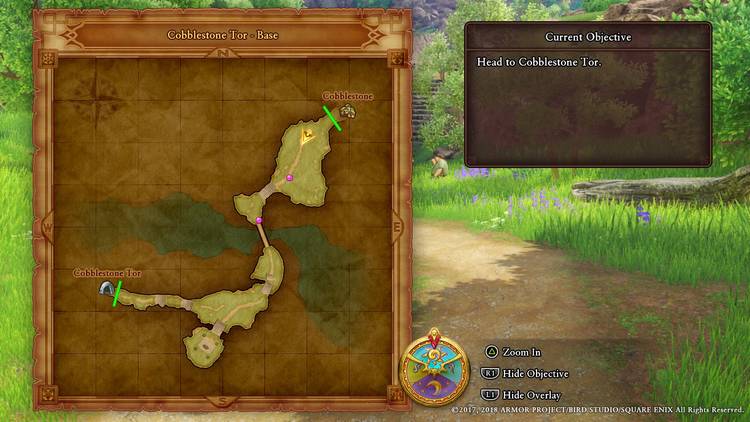 Cobblestone Tor - Base
N
Cobblestone
W
E
Cobblestone Tor
S
Current Objective
Head to Cobblestone Tor.
Zoom In
R1 Hide Objective
L1 Hide Overlay
©2017, 2018 ARMOR PROJECT/BIRD STUDIO/SQUARE ENIX All Rights Reserved.